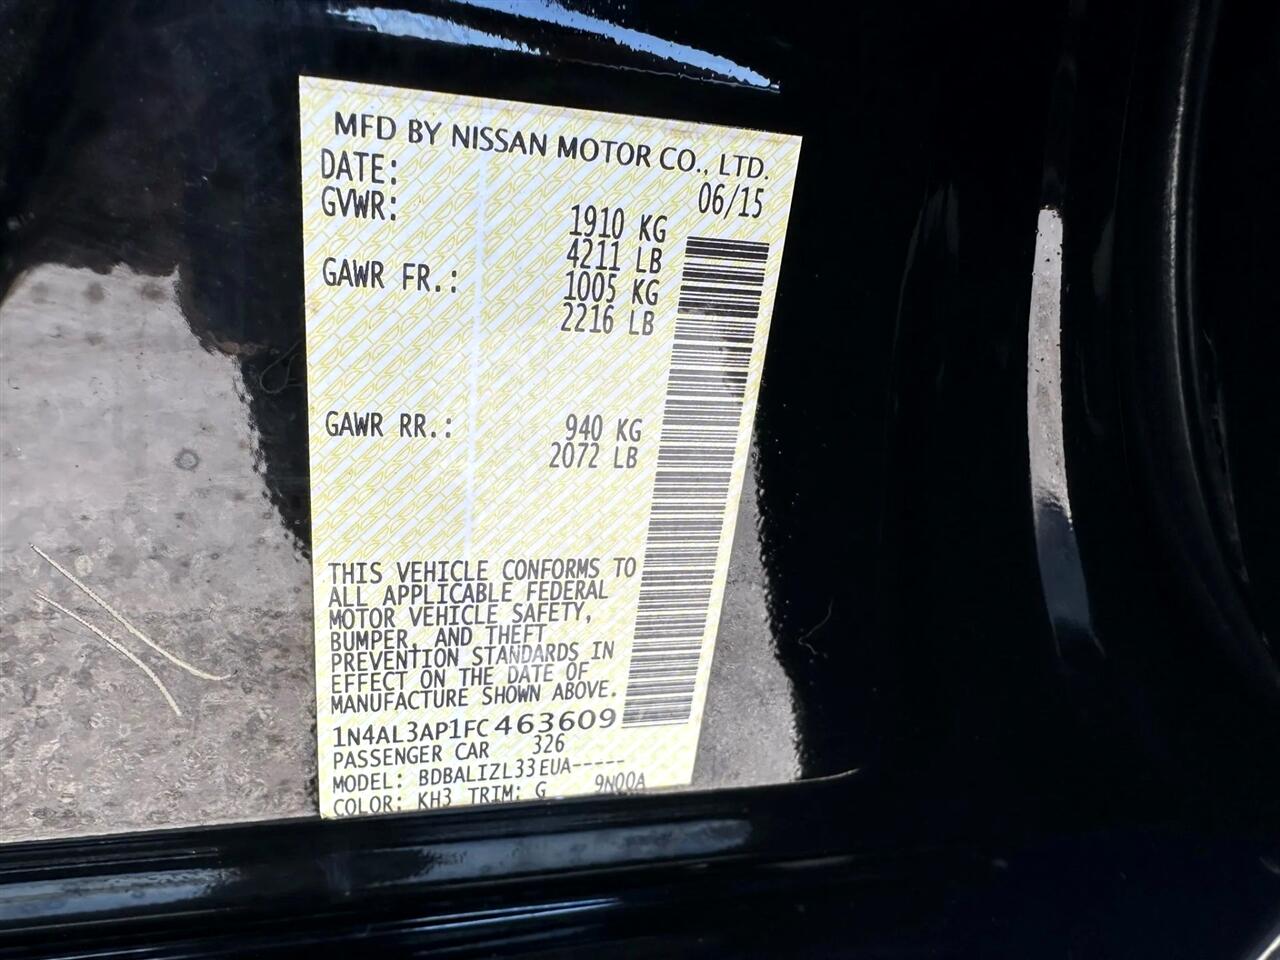 MFD BY NISSAN MOTOR CO., LTD.
DATE: 06/15
GVWR: 1910 KG
4211 LB
GAWR FR.: 1005 KG
2216 LB
GAWR RR.: 940 KG
2072 LB
THIS VEHICLE CONFORMS TO
ALL APPLICABLE FEDERAL
MOTOR VEHICLE SAFETY,
BUMPER, AND THEFT
PREVENTION STANDARDS IN
EFFECT ON THE DATE OF
MANUFACTURE SHOWN ABOVE.
1N4AL3AP1FC463609
PASSENGER CAR 326
MODEL: BDBALIZL33EUA-----
COLOR: KH3 TRIM: G 9N00A